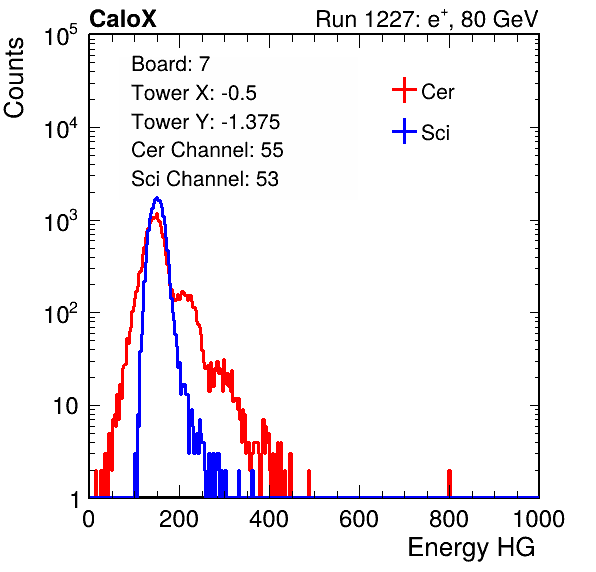 CaloX Run 1227: e⁺, 80 GeV
Counts
10⁵
10⁴
10³
10²
10
1
Board: 7
Tower X: -0.5
Tower Y: -1.375
Cer Channel: 55
Sci Channel: 53
Cer
Sci
0 200 400 600 800 1000
Energy HG